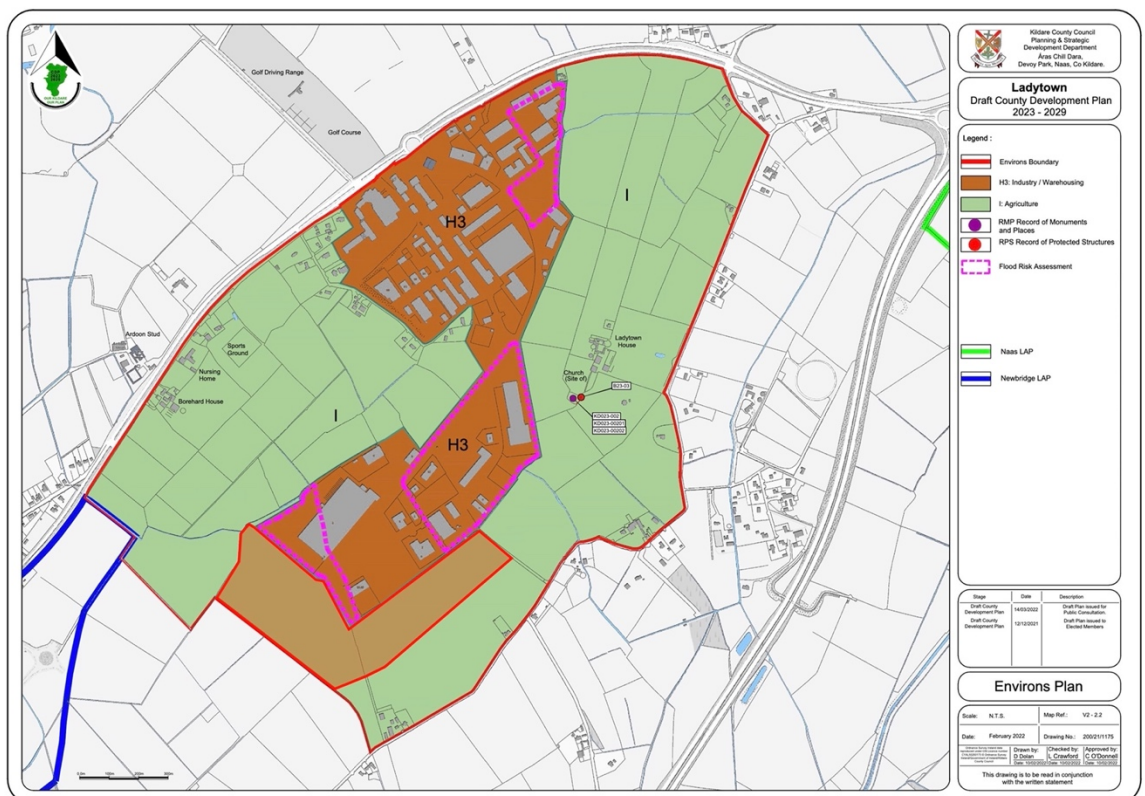 Kildare County Council
Planning & Strategic
Development Department
Áras Chill Dara,
Devoy Park, Naas, Co Kildare.
Ladytown
Draft County Development Plan
2023 - 2029
Legend :
Environs Boundary
H3: Industry / Warehousing
I: Agriculture
RMP Record of Monuments
and Places
RPS Record of Protected Structures
Flood Risk Assessment
Naas LAP
Newbridge LAP
Stage Date Description
Draft County
Development Plan
14/03/2022
Draft Plan issued for
Public Consultation
Draft County
Development Plan
12/12/2021
Draft Plan issued to
Elected Members
Environs Plan
Scale: N.T.S.
Map Ref.: V2 - 2.2
Date: February 2022
Drawing No.: 200/21/1175
Drawn by:
D Dolan
Checked by:
L Crawford
Approved by:
C O'Donnell
This drawing is to be read in conjunction
with the written statement
Golf Driving Range
Golf Course
H3
I
Ardoon Stud
Sports
Ground
Nursing
Home
Borehard House
Ladytown
House
Church
(Site of)
B23-03
KD023-002
KD023-00201
KD023-00202
I
H3